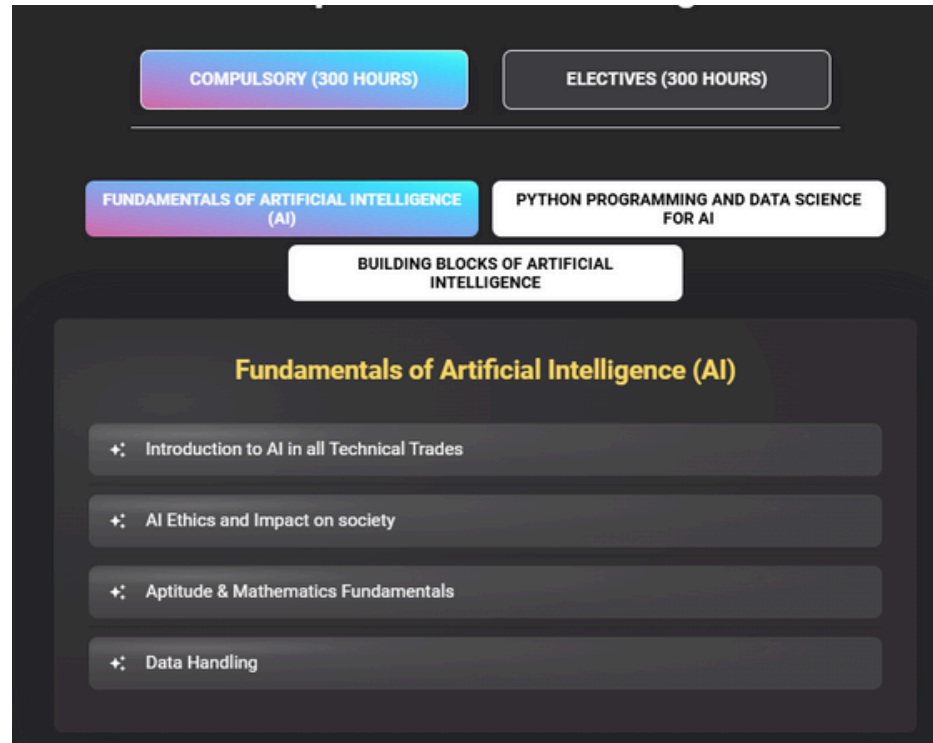 COMPULSORY (300 HOURS)
ELECTIVES (300 HOURS)
FUNDAMENTALS OF ARTIFICIAL INTELLIGENCE
(AI)
PYTHON PROGRAMMING AND DATA SCIENCE
FOR AI
BUILDING BLOCKS OF ARTIFICIAL
INTELLIGENCE
Fundamentals of Artificial Intelligence (AI)
Introduction to AI in all Technical Trades
AI Ethics and Impact on society
Aptitude & Mathematics Fundamentals
Data Handling